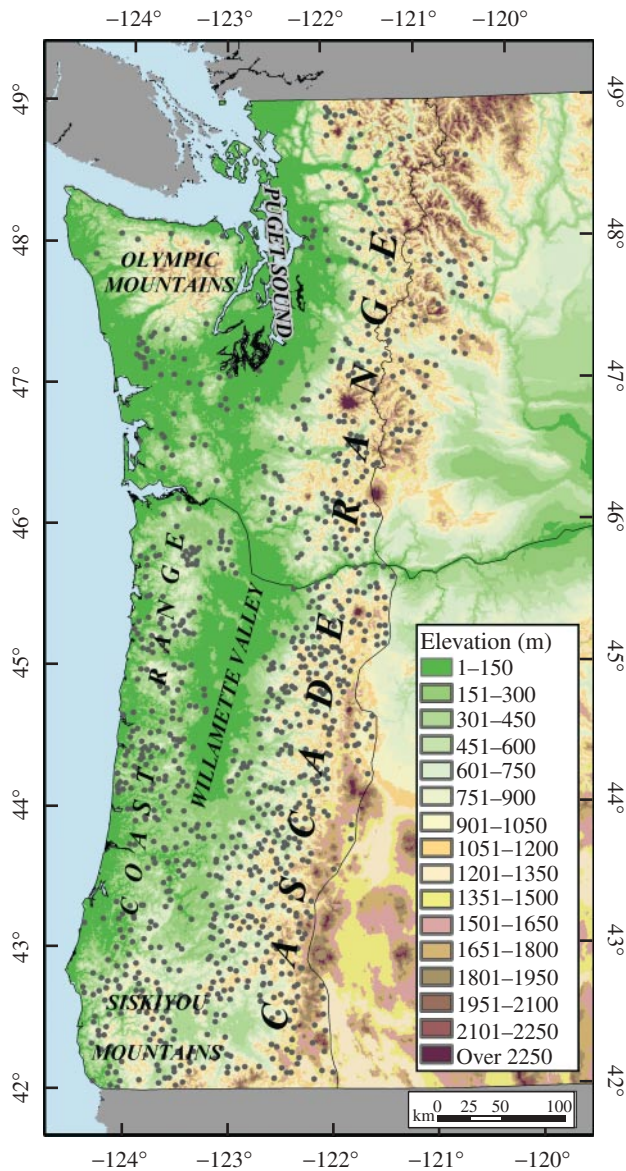 −124° −123° −122° −121° −120°
49° 49°
48° 48°
OLYMPIC
MOUNTAINS
PUGET SOUND
47° 47°
46° 46°
COAST RANGE
WILLAMETTE VALLEY
CASCADE RANGE
45° 45°
44° 44°
43° 43°
SISKIYOU
MOUNTAINS
42° 42°
Elevation (m)
1–150
151–300
301–450
451–600
601–750
751–900
901–1050
1051–1200
1201–1350
1351–1500
1501–1650
1651–1800
1801–1950
1951–2100
2101–2250
Over 2250
km 0 25 50 100
−124° −123° −122° −121° −120°